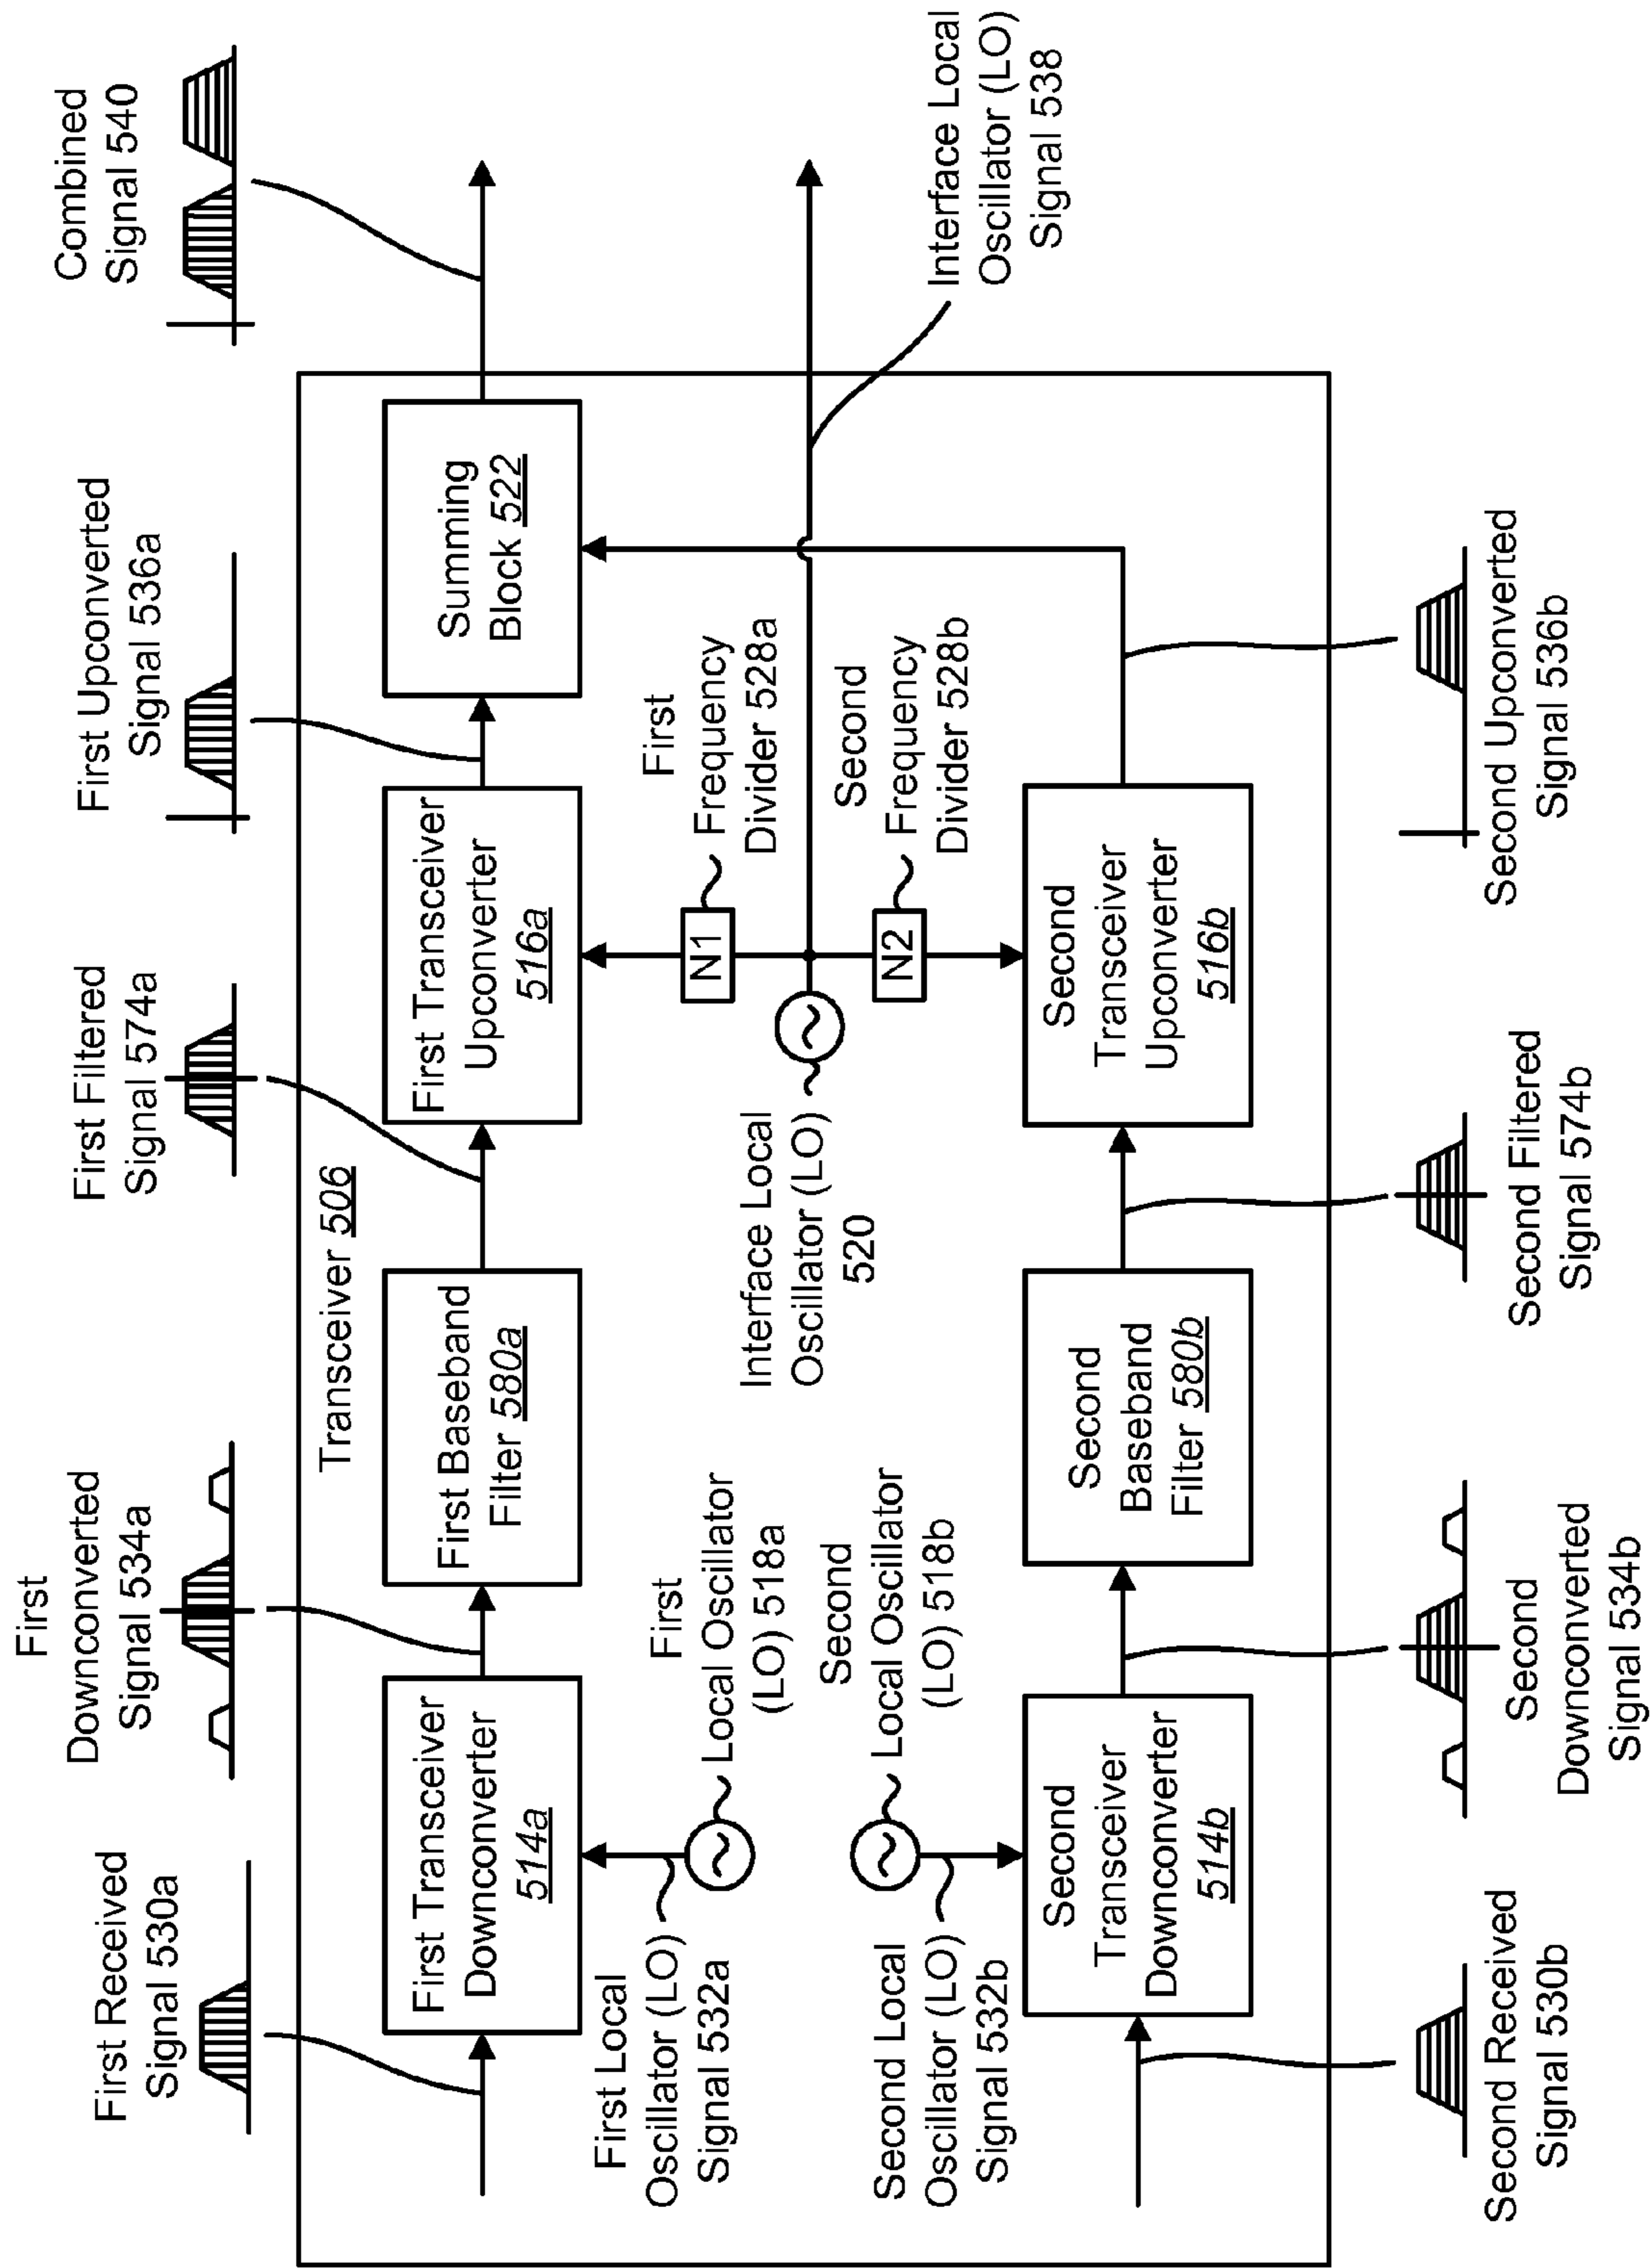 First Received
Signal 530a
First
Downconverted
Signal 534a
First Filtered
Signal 574a
First Upconverted
Signal 536a
Combined
Signal 540
Transceiver 506
First Transceiver
Downconverter
514a
First Baseband
Filter 580a
First Transceiver
Upconverter
516a
Summing
Block 522
First Local
Oscillator (LO)
Signal 532a
First
Local Oscillator
(LO) 518a
N1
First
Frequency
Divider 528a
Interface Local
Oscillator (LO)
520
Interface Local
Oscillator (LO)
Signal 538
Second Local
Oscillator (LO)
Signal 532b
Second
Local Oscillator
(LO) 518b
N2
Second
Frequency
Divider 528b
Second
Transceiver
Downconverter
514b
Second
Baseband
Filter 580b
Second
Transceiver
Upconverter
516b
Second Received
Signal 530b
Second
Downconverted
Signal 534b
Second Filtered
Signal 574b
Second Upconverted
Signal 536b